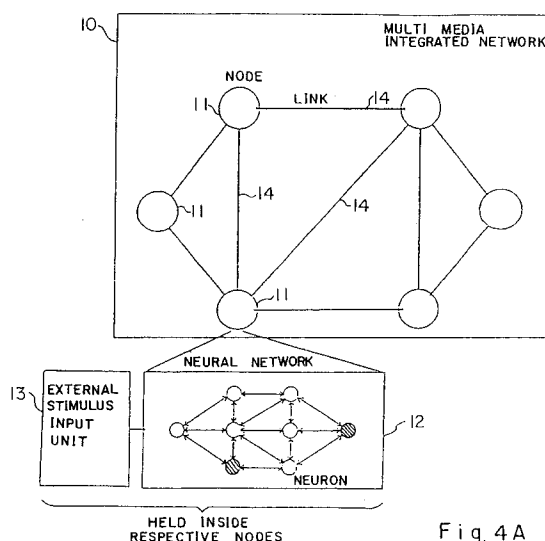 10
MULTI MEDIA
INTEGRATED NETWORK
NODE
11
LINK
14
14
11
14
11
NEURAL NETWORK
13
EXTERNAL
STIMULUS
INPUT
UNIT
12
NEURON
HELD INSIDE
RESPECTIVE NODES
Fig. 4A